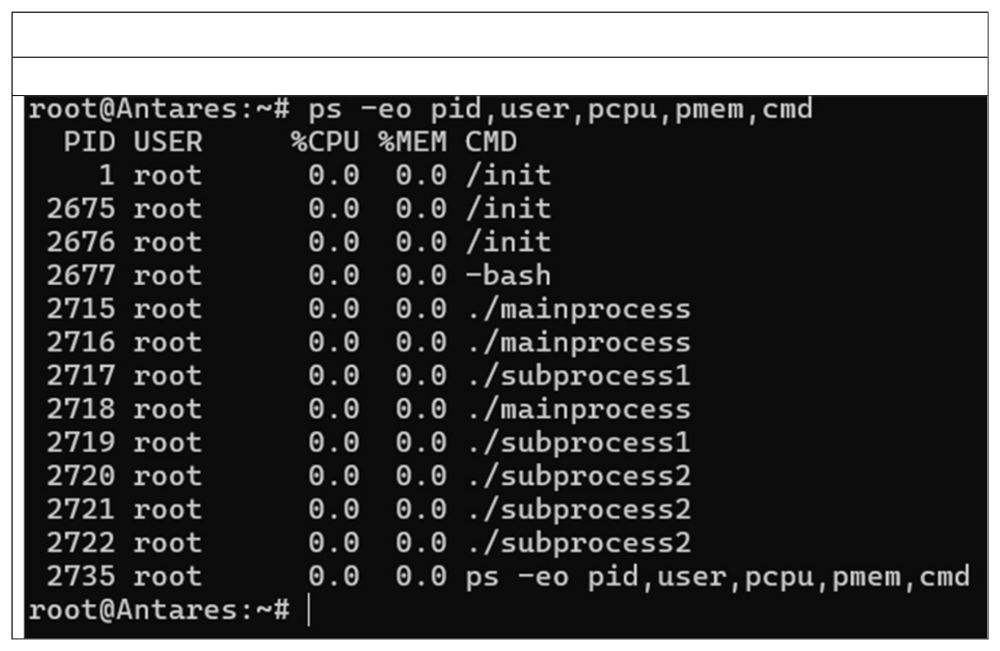 root@Antares:~# ps -eo pid,user,pcpu,pmem,cmd
PID USER %CPU %MEM CMD
1 root 0.0 0.0 /init
2675 root 0.0 0.0 /init
2676 root 0.0 0.0 /init
2677 root 0.0 0.0 -bash
2715 root 0.0 0.0 ./mainprocess
2716 root 0.0 0.0 ./mainprocess
2717 root 0.0 0.0 ./subprocess1
2718 root 0.0 0.0 ./mainprocess
2719 root 0.0 0.0 ./subprocess1
2720 root 0.0 0.0 ./subprocess2
2721 root 0.0 0.0 ./subprocess2
2722 root 0.0 0.0 ./subprocess2
2735 root 0.0 0.0 ps -eo pid,user,pcpu,pmem,cmd
root@Antares:~#